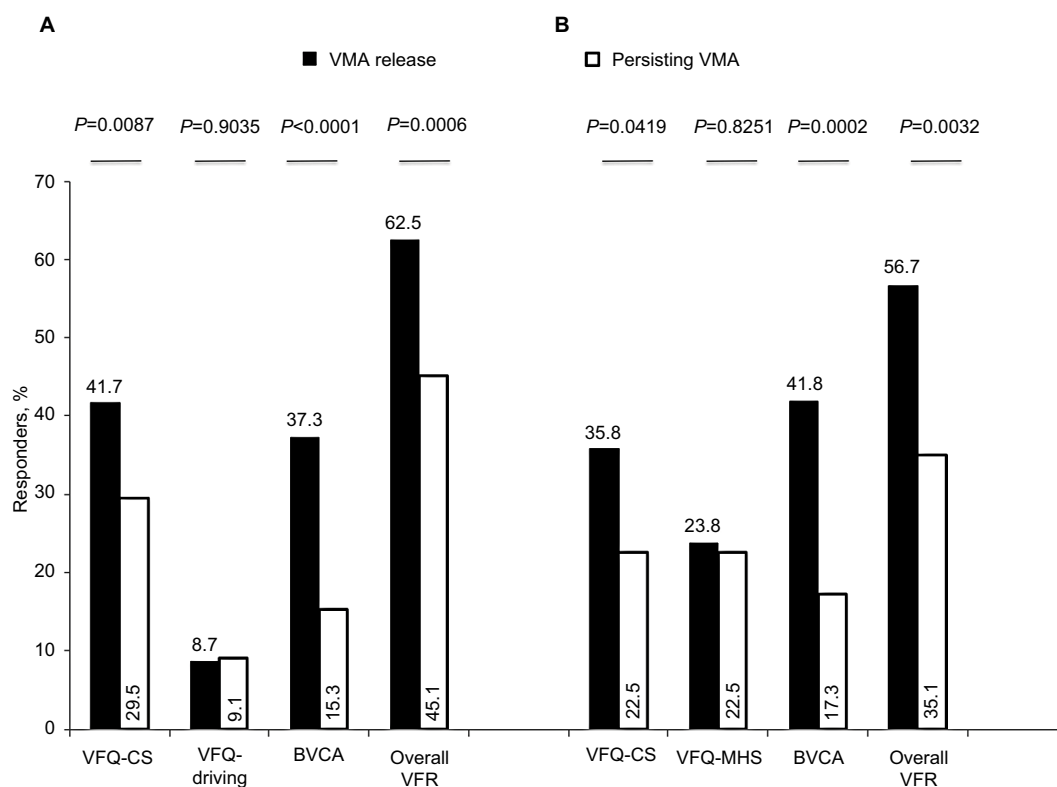 A
B
VMA release
Persisting VMA
P=0.0087 P=0.9035 P<0.0001 P=0.0006
P=0.0419 P=0.8251 P=0.0002 P=0.0032
Responders, %
70
60
50
40
30
20
10
0
41.7
29.5
8.7
9.1
37.3
15.3
62.5
45.1
35.8
22.5
23.8
22.5
41.8
17.3
56.7
35.1
VFQ-CS
VFQ-
driving
BVCA
Overall
VFR
VFQ-CS
VFQ-MHS
BVCA
Overall
VFR